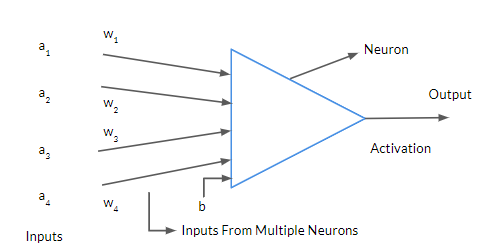 a₁
w₁
Neuron
a₂
w₂
Output
w₃
a₃
Activation
a₄
w₄
b
Inputs
Inputs From Multiple Neurons